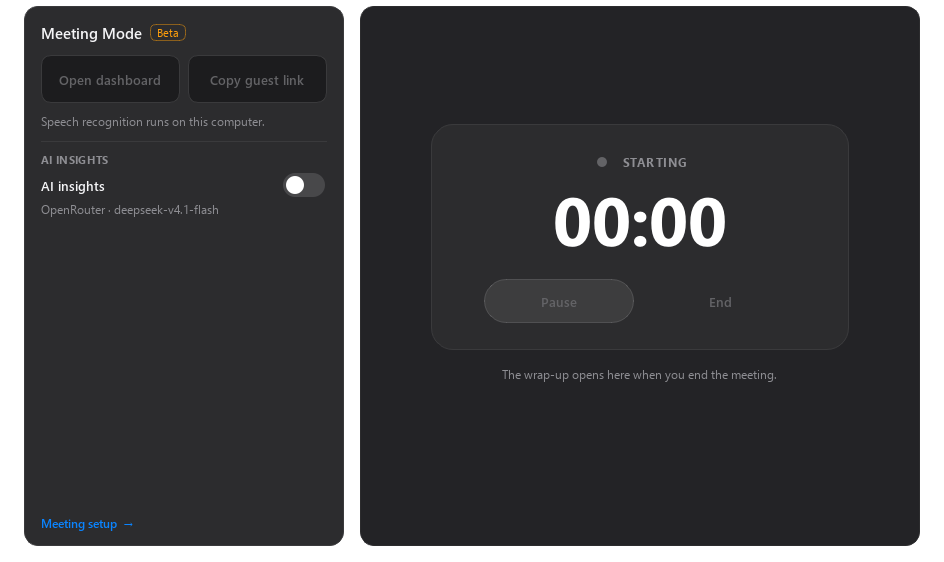 Meeting Mode Beta
Open dashboard
Copy guest link
Speech recognition runs on this computer.
AI INSIGHTS
AI insights
OpenRouter · deepseek-v4.1-flash
Meeting setup →
STARTING
00:00
Pause
End
The wrap-up opens here when you end the meeting.